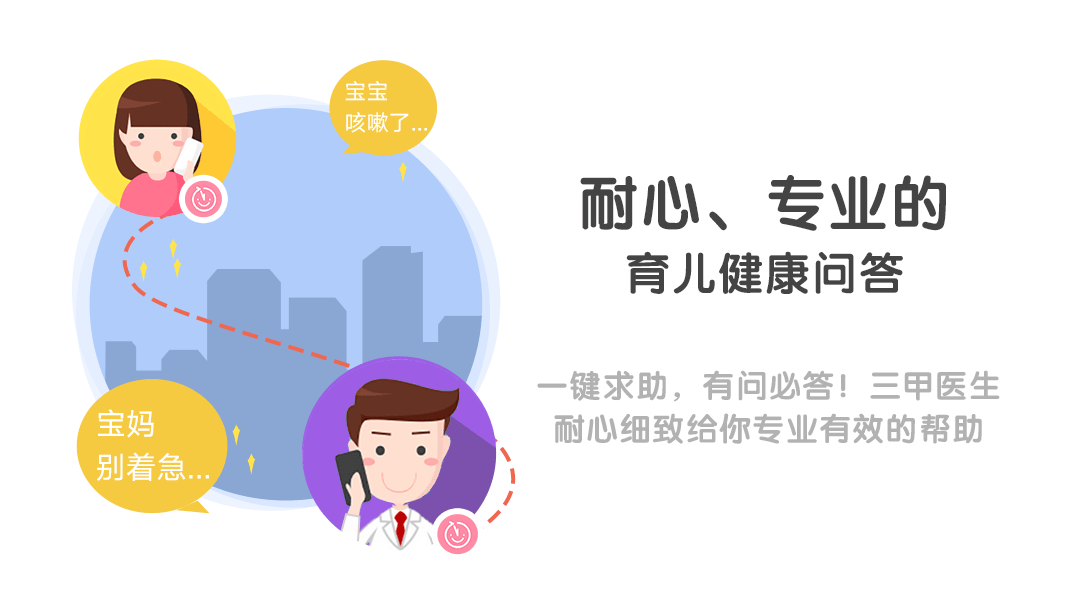 宝宝
咳嗽了...
宝妈
别着急...
耐心、专业的
育儿健康问答
一键求助，有问必答！三甲医生
耐心细致给你专业有效的帮助